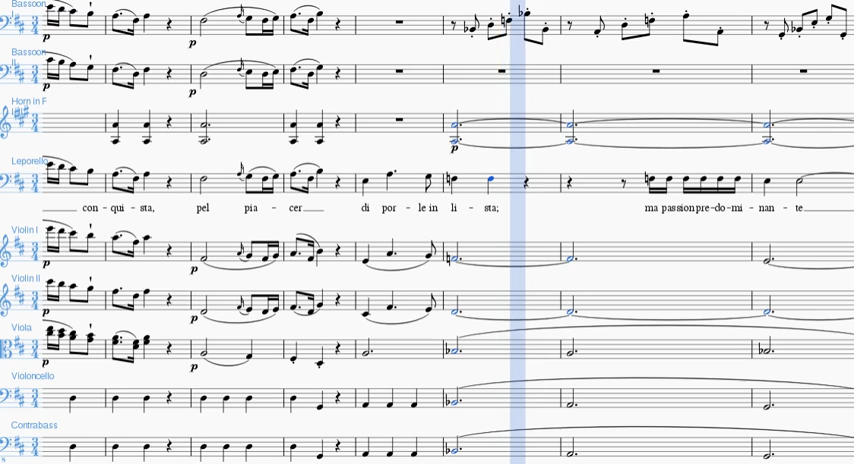 Bassoon
p p
Bassoon
p p
Horn in F
p
Leporello
con - qui - sta, pel pia - cer di por - le in li - sta; ma passion pre-do-mi - nan - te
Violin I
p
Violin II
p
Viola
p p
Violoncello
Contrabass
8